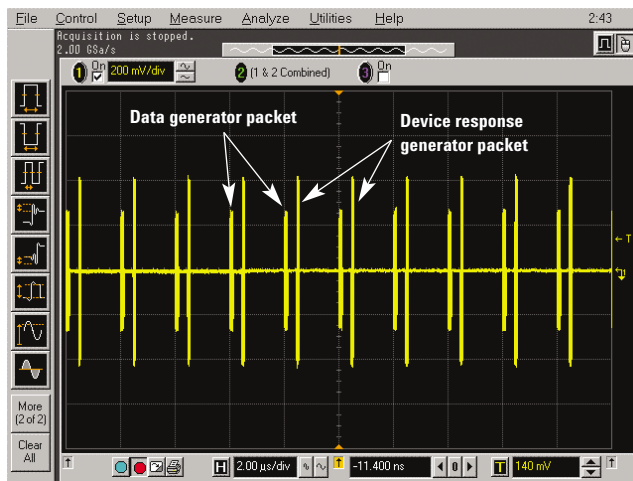 File Control Setup Measure Analyze Utilities Help 2:43
Acquisition is stopped.
2.00 GSa/s
1 On 200 mV/div 2 (1 & 2 Combined) 3 On
Data generator packet
Device response
generator packet
T
More
(2 of 2)
Clear
All
H 2.00 µs/div T -11.400 ns 0 T 140 mV T